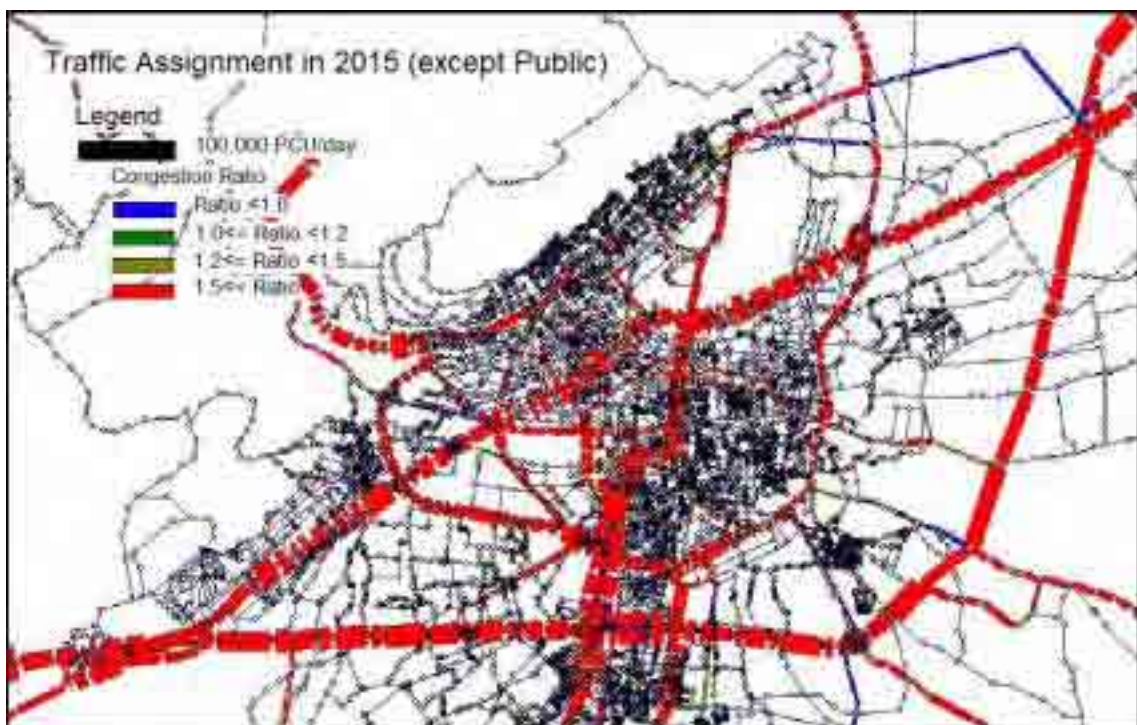 Traffic Assignment in 2015 (except Public)
Legend
100,000 PCU/day
Congestion Ratio
Ratio <1.0
1.0<= Ratio <1.2
1.2<= Ratio <1.5
1.5<= Ratio